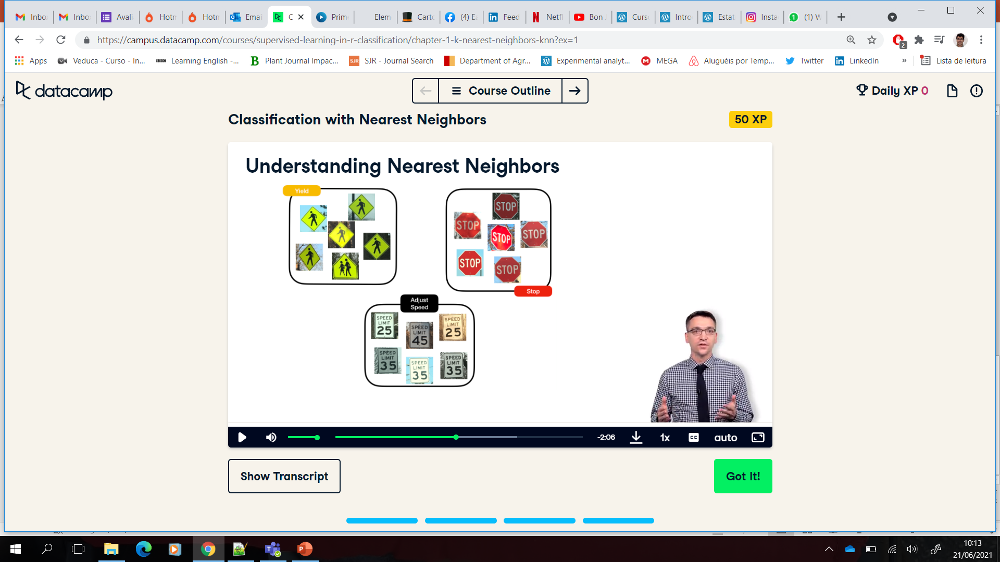 Inbo
Inbo
Avali
Hotn
Hotn
Emai
C
Prim
Elem
Carto
(4) Ea
Feed
Netfl
Bon
Curso
Intro
Estat
Insta
(1) W
https://campus.datacamp.com/courses/supervised-learning-in-r-classification/chapter-1-k-nearest-neighbors-knn?ex=1
2
Apps
Veduca - Curso - In...
Learning English -...
Plant Journal Impac...
SJR - Journal Search
Department of Agr...
Experimental analyt...
MEGA
Aluguéis por Temp...
Twitter
LinkedIn
»
Lista de leitura
datacamp
Course Outline
Daily XP 0
Classification with Nearest Neighbors
50 XP
Understanding Nearest Neighbors
Yield
STOP
STOP
STOP
STOP
STOP
STOP
Stop
Adjust
Speed
SPEED
LIMIT
25
SPEED
LIMIT
45
SPEED
LIMIT
25
SPEED
LIMIT
35
SPEED
LIMIT
35
SPEED
LIMIT
35
-2:06
1x
CC
auto
Show Transcript
Got It!
10:13
21/06/2021